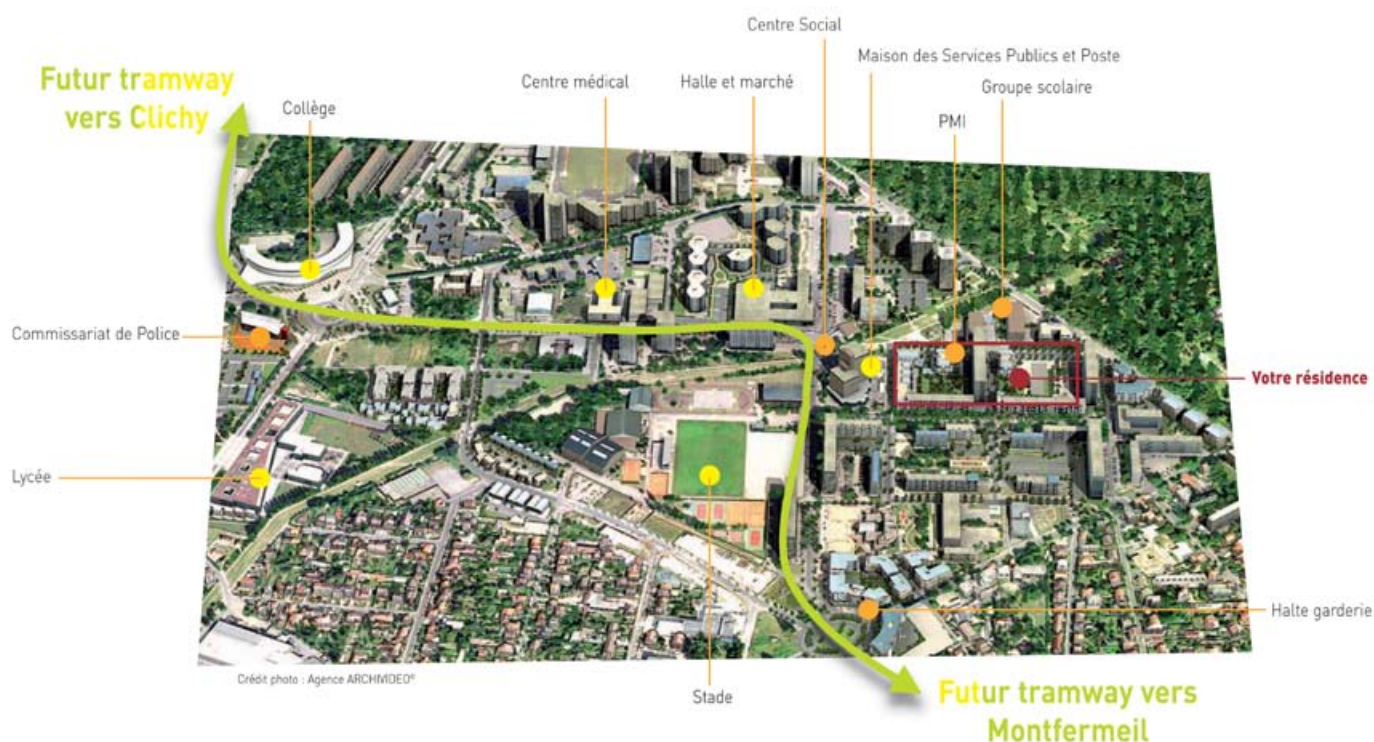 Centre Social
Maison des Services Publics et Poste
Futur tramway
vers Clichy
Centre médical
Halle et marché
Groupe scolaire
Collège
PMI
Commissariat de Police
Votre résidence
Lycée
Halte garderie
Crédit photo : Agence ARCHIVIDEO®
Stade
Futur tramway vers
Montfermeil